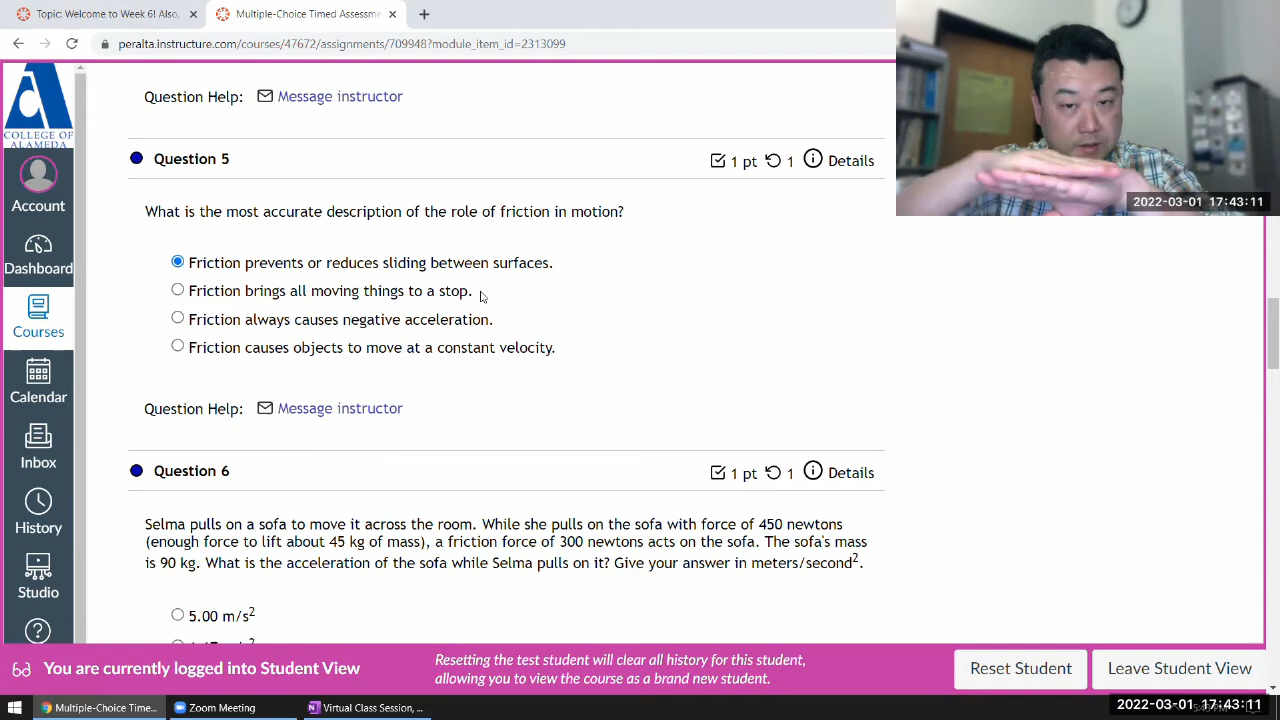 Topic: Welcome to Week 6! Also,
Multiple-Choice Timed Assessme
peralta.instructure.com/courses/47672/assignments/709948?module_item_id=2313099
2022-03-01 17:43:11
COLLEGE OF
ALAMEDA
Account
Dashboard
Courses
Calendar
Inbox
History
Studio
Question Help: Message instructor
Question 5
1 pt 1 Details
What is the most accurate description of the role of friction in motion?
Friction prevents or reduces sliding between surfaces.
Friction brings all moving things to a stop.
Friction always causes negative acceleration.
Friction causes objects to move at a constant velocity.
Question Help: Message instructor
Question 6
1 pt 1 Details
Selma pulls on a sofa to move it across the room. While she pulls on the sofa with force of 450 newtons
(enough force to lift about 45 kg of mass), a friction force of 300 newtons acts on the sofa. The sofa's mass
is 90 kg. What is the acceleration of the sofa while Selma pulls on it? Give your answer in meters/second².
5.00 m/s²
You are currently logged into Student View
Resetting the test student will clear all history for this student,
allowing you to view the course as a brand new student.
Reset Student
Leave Student View
Multiple-Choice Time...
Zoom Meeting
Virtual Class Session, ...
2022-03-01 17:43:11